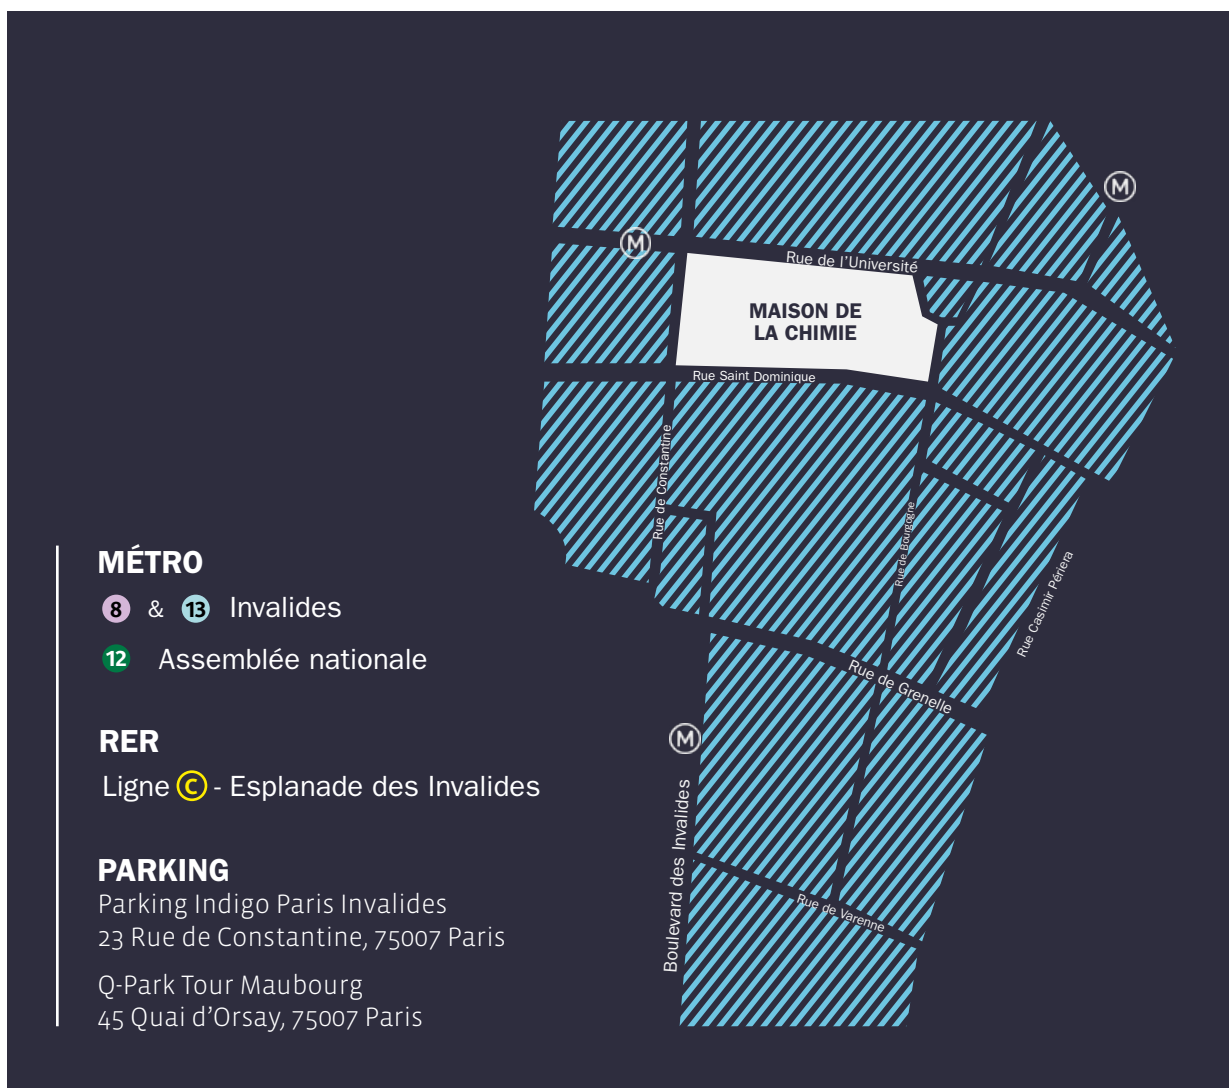 M
M
Rue de l'Université
MAISON DE
LA CHIMIE
Rue Saint Dominique
Rue de Constantine
Rue de Bourgogne
Rue Casimir Périera
Rue de Grenelle
M
Boulevard des Invalides
Rue de Varenne
MÉTRO
8 & 13 Invalides
12 Assemblée nationale
RER
Ligne C - Esplanade des Invalides
PARKING
Parking Indigo Paris Invalides
23 Rue de Constantine, 75007 Paris
Q-Park Tour Maubourg
45 Quai d'Orsay, 75007 Paris